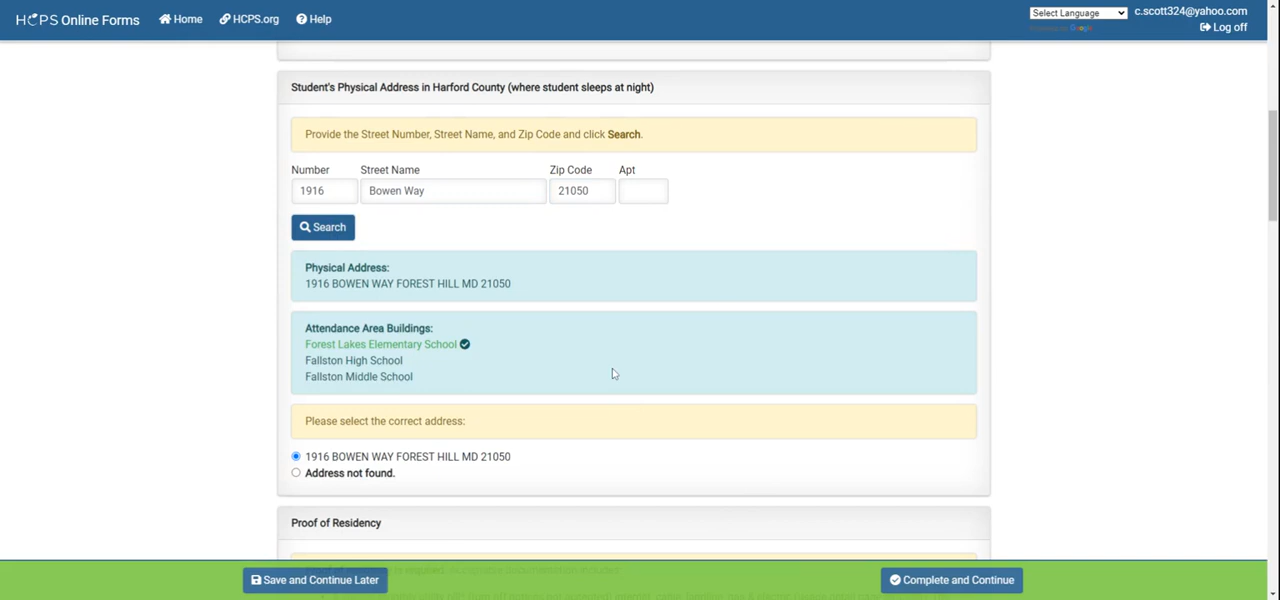 HCPS Online Forms
Home
HCPS.org
Help
Select Language
c.scott324@yahoo.com
Log off
Student's Physical Address in Harford County (where student sleeps at night)
Provide the Street Number, Street Name, and Zip Code and click Search.
Number Street Name Zip Code Apt
1916 Bowen Way 21050
Search
Physical Address:
1916 BOWEN WAY FOREST HILL MD 21050
Attendance Area Buildings:
Forest Lakes Elementary School
Fallston High School
Fallston Middle School
Please select the correct address:
1916 BOWEN WAY FOREST HILL MD 21050
Address not found.
Proof of Residency
Save and Continue Later
Complete and Continue